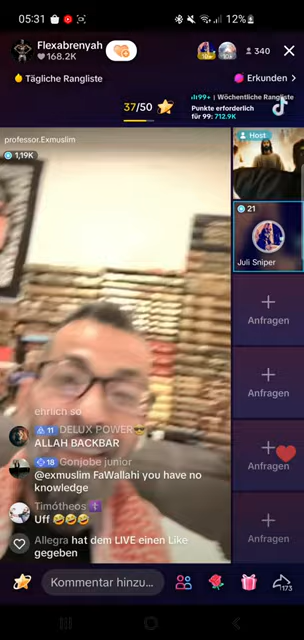 05:31
12%
Flexabrenyah
168.2K
340
Tägliche Rangliste
Erkunden >
37/50
99+ | Wöchentliche Rangliste
Punkte erforderlich
für 99: 712.9K
professor.Exmuslim
1,19K
Host
21
Juli Sniper
Anfragen
Anfragen
Anfragen
Anfragen
ehrlich so
11 DELUX POWER😎
ALLAH BACKBAR
18 Gonjobe junior
@exmuslim FaWallahi you have no
knowledge
Timótheos
Uff 🤣🤣🤣
Allegra hat dem LIVE einen Like
gegeben
Kommentar hinzu...
173